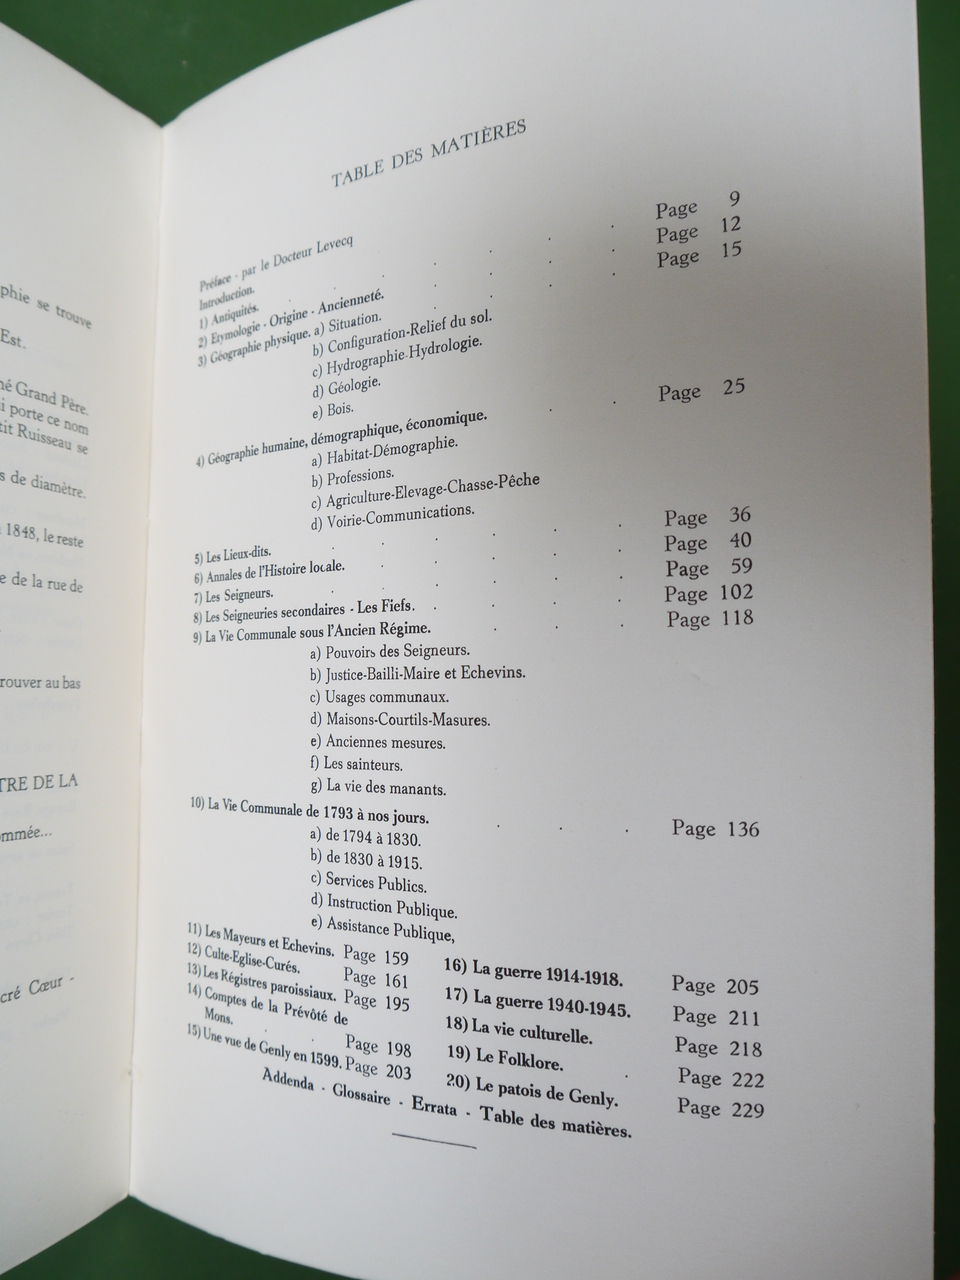 phie se trouve
Est.
né Grand Père.
i porte ce nom
tit Ruisseau se
s de diamètre.
1848, le reste
e de la rue de
rouver au bas
TRE DE LA
ommée...
cré Cœur -
TABLE DES MATIÈRES
Préface - par le Docteur Levecq
Introduction.
1) Antiquités. Page 9
2) Etymologie - Origine - Ancienneté. Page 12
3) Géographie physique. a) Situation. Page 15
b) Configuration-Relief du sol.
c) Hydrographie-Hydrologie.
d) Géologie.
e) Bois.
4) Géographie humaine, démographique, économique. Page 25
a) Habitat-Démographie.
b) Professions.
c) Agriculture-Elevage-Chasse-Pêche
d) Voirie-Communications.
5) Les Lieux-dits. Page 36
6) Annales de l'Histoire locale. Page 40
7) Les Seigneurs. Page 59
8) Les Seigneuries secondaires - Les Fiefs. Page 102
9) La Vie Communale sous l'Ancien Régime. Page 118
a) Pouvoirs des Seigneurs.
b) Justice-Bailli-Maire et Echevins.
c) Usages communaux.
d) Maisons-Courtils-Masures.
e) Anciennes mesures.
f) Les sainteurs.
g) La vie des manants.
10) La Vie Communale de 1793 à nos jours. Page 136
a) de 1794 à 1830.
b) de 1830 à 1915.
c) Services Publics.
d) Instruction Publique.
e) Assistance Publique,
11) Les Mayeurs et Echevins. Page 159
12) Culte-Eglise-Curés. Page 161
13) Les Régistres paroissiaux. Page 195
14) Comptes de la Prévôté de
Mons. Page 198
15) Une vue de Genly en 1599. Page 203
16) La guerre 1914-1918. Page 205
17) La guerre 1940-1945. Page 211
18) La vie culturelle. Page 218
19) Le Folklore. Page 222
20) Le patois de Genly. Page 229
Addenda - Glossaire - Errata - Table des matières.